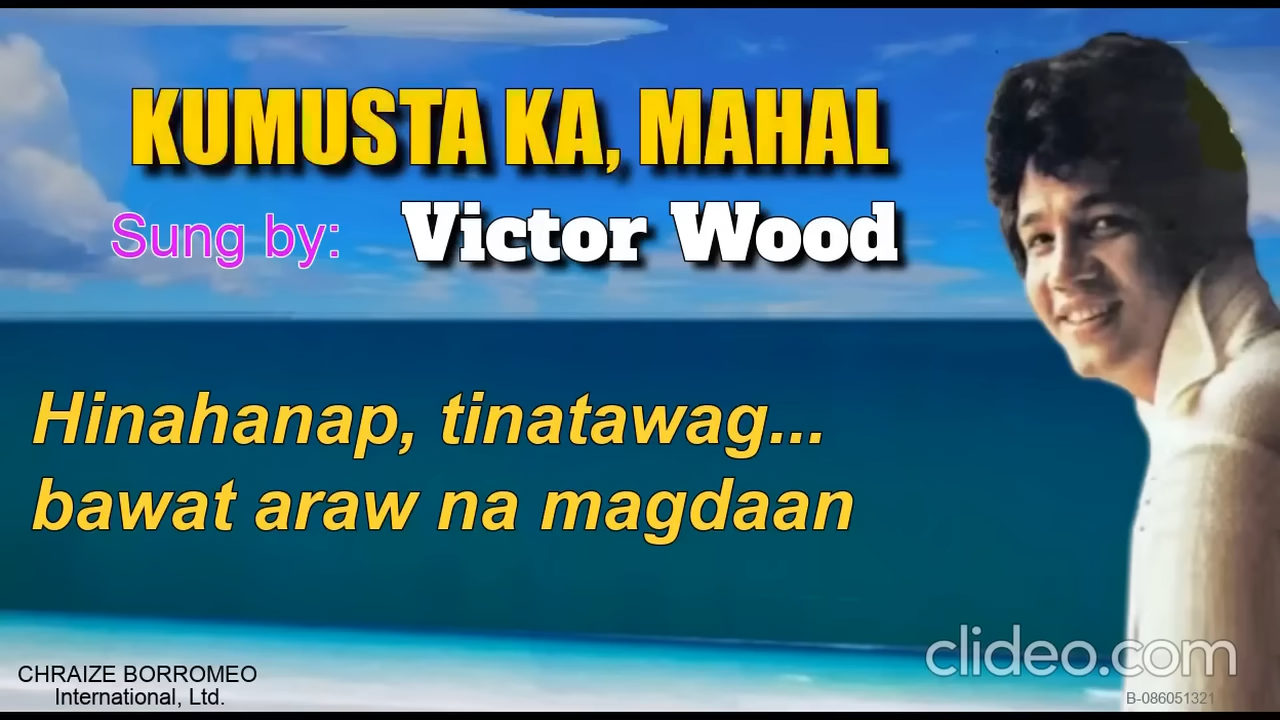 KUMUSTA KA, MAHAL
Sung by: Victor Wood
Hinahanap, tinatawag...
bawat araw na magdaan
clideo.com
CHRAIZE BORROMEO
International, Ltd.
B-086051321